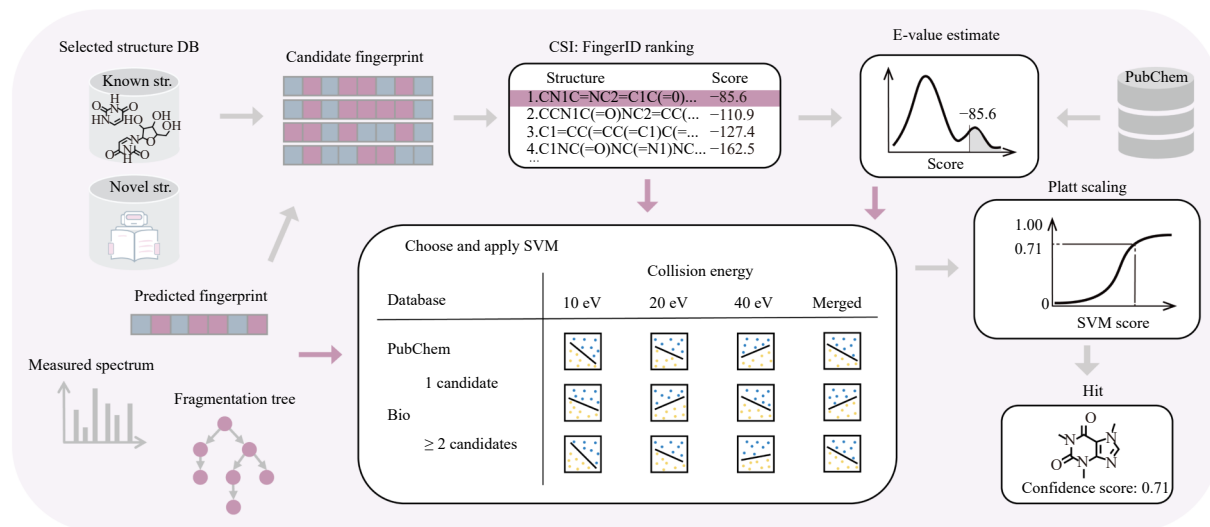 Selected structure DB
Known str.
O
H
N
O
HN
HO
OH
O
OH
N
O
N
H
O
Novel str.
Candidate fingerprint
CSI: FingerID ranking
Structure Score
1.CN1C=NC2=C1C(=0)... −85.6
2.CCN1C(=O)NC2=CC(... −110.9
3.C1=CC(=CC(=C1)C(=... −127.4
4.C1NC(=O)NC(=N1)NC... −162.5
...
E-value estimate
−85.6
Score
PubChem
Predicted fingerprint
Measured spectrum
Fragmentation tree
Choose and apply SVM
Collision energy
Database 10 eV 20 eV 40 eV Merged
PubChem
1 candidate
Bio
≥ 2 candidates
Platt scaling
1.00
0.71
0
SVM score
Hit
O
N
N
O
N
N
Confidence score: 0.71